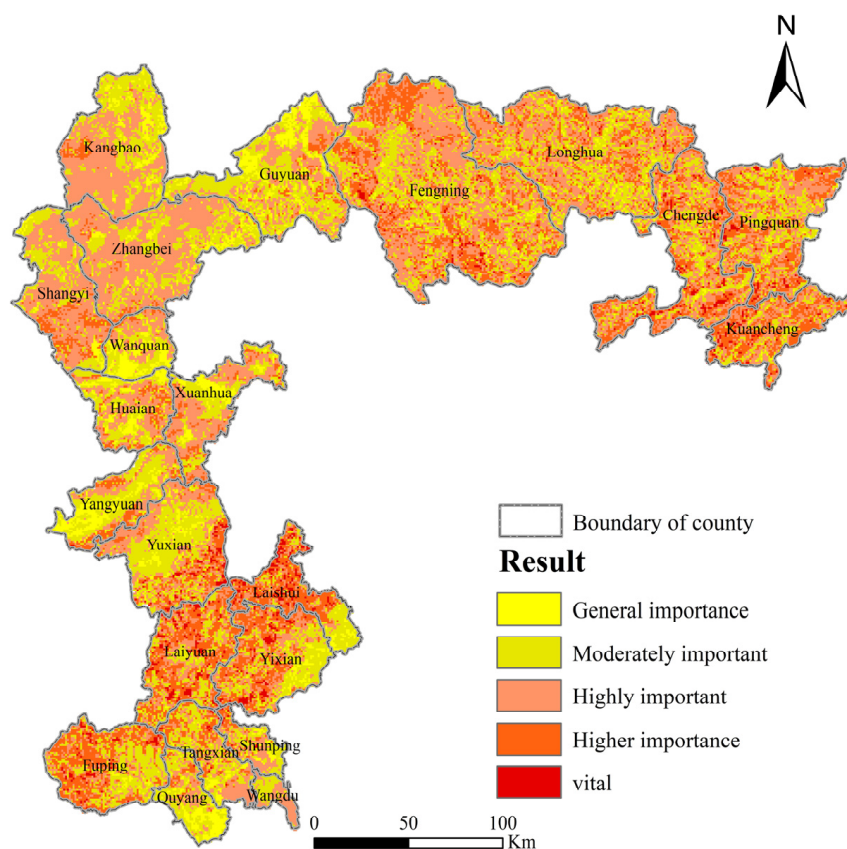 N
Kangbao
Guyuan
Longhua
Fengning
Chengde
Pingquan
Zhangbei
Shangyi
Kuancheng
Wanquan
Xuanhua
Huaian
Yangyuan
Yuxian
Laishui
Laiyuan
Yixian
Shunping
Tangxian
Fuping
Quyang
Wangdu
Boundary of county
Result
General importance
Moderately important
Highly important
Higher importance
vital
0 50 100
Km